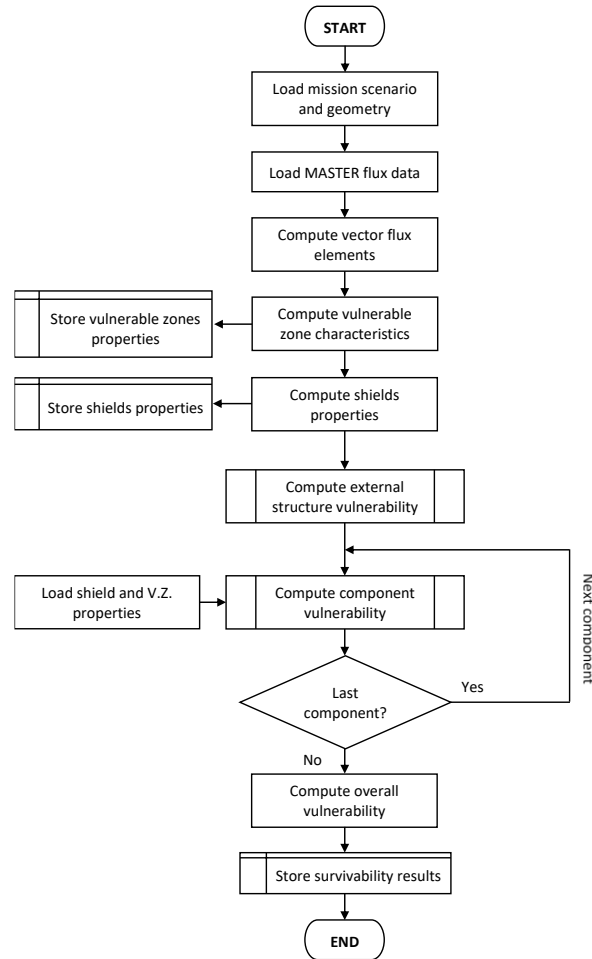 START
Load mission scenario
and geometry
Load MASTER flux data
Compute vector flux
elements
Compute vulnerable
zone characteristics
Store vulnerable zones
properties
Compute shields
properties
Store shields properties
Compute external
structure vulnerability
Load shield and V.Z.
properties
Compute component
vulnerability
Next component
Last
component?
Yes
No
Compute overall
vulnerability
Store survivability results
END